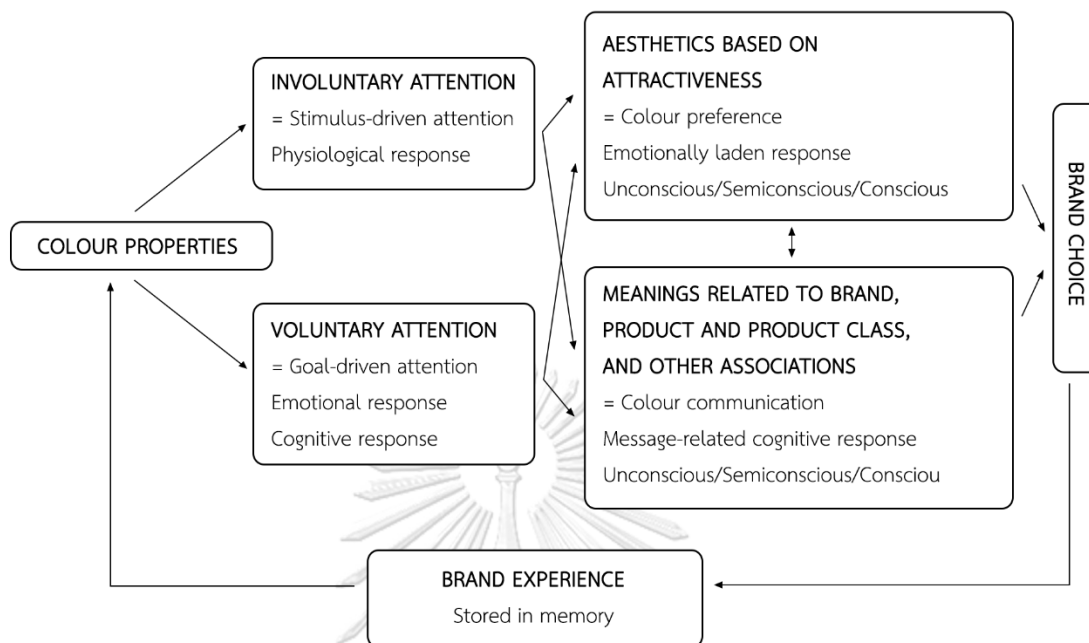 INVOLUNTARY ATTENTION
= Stimulus-driven attention
Physiological response
AESTHETICS BASED ON
ATTRACTIVENESS
= Colour preference
Emotionally laden response
Unconscious/Semiconscious/Conscious
COLOUR PROPERTIES
VOLUNTARY ATTENTION
= Goal-driven attention
Emotional response
Cognitive response
MEANINGS RELATED TO BRAND,
PRODUCT AND PRODUCT CLASS,
AND OTHER ASSOCIATIONS
= Colour communication
Message-related cognitive response
Unconscious/Semiconscious/Consciou
BRAND CHOICE
BRAND EXPERIENCE
Stored in memory